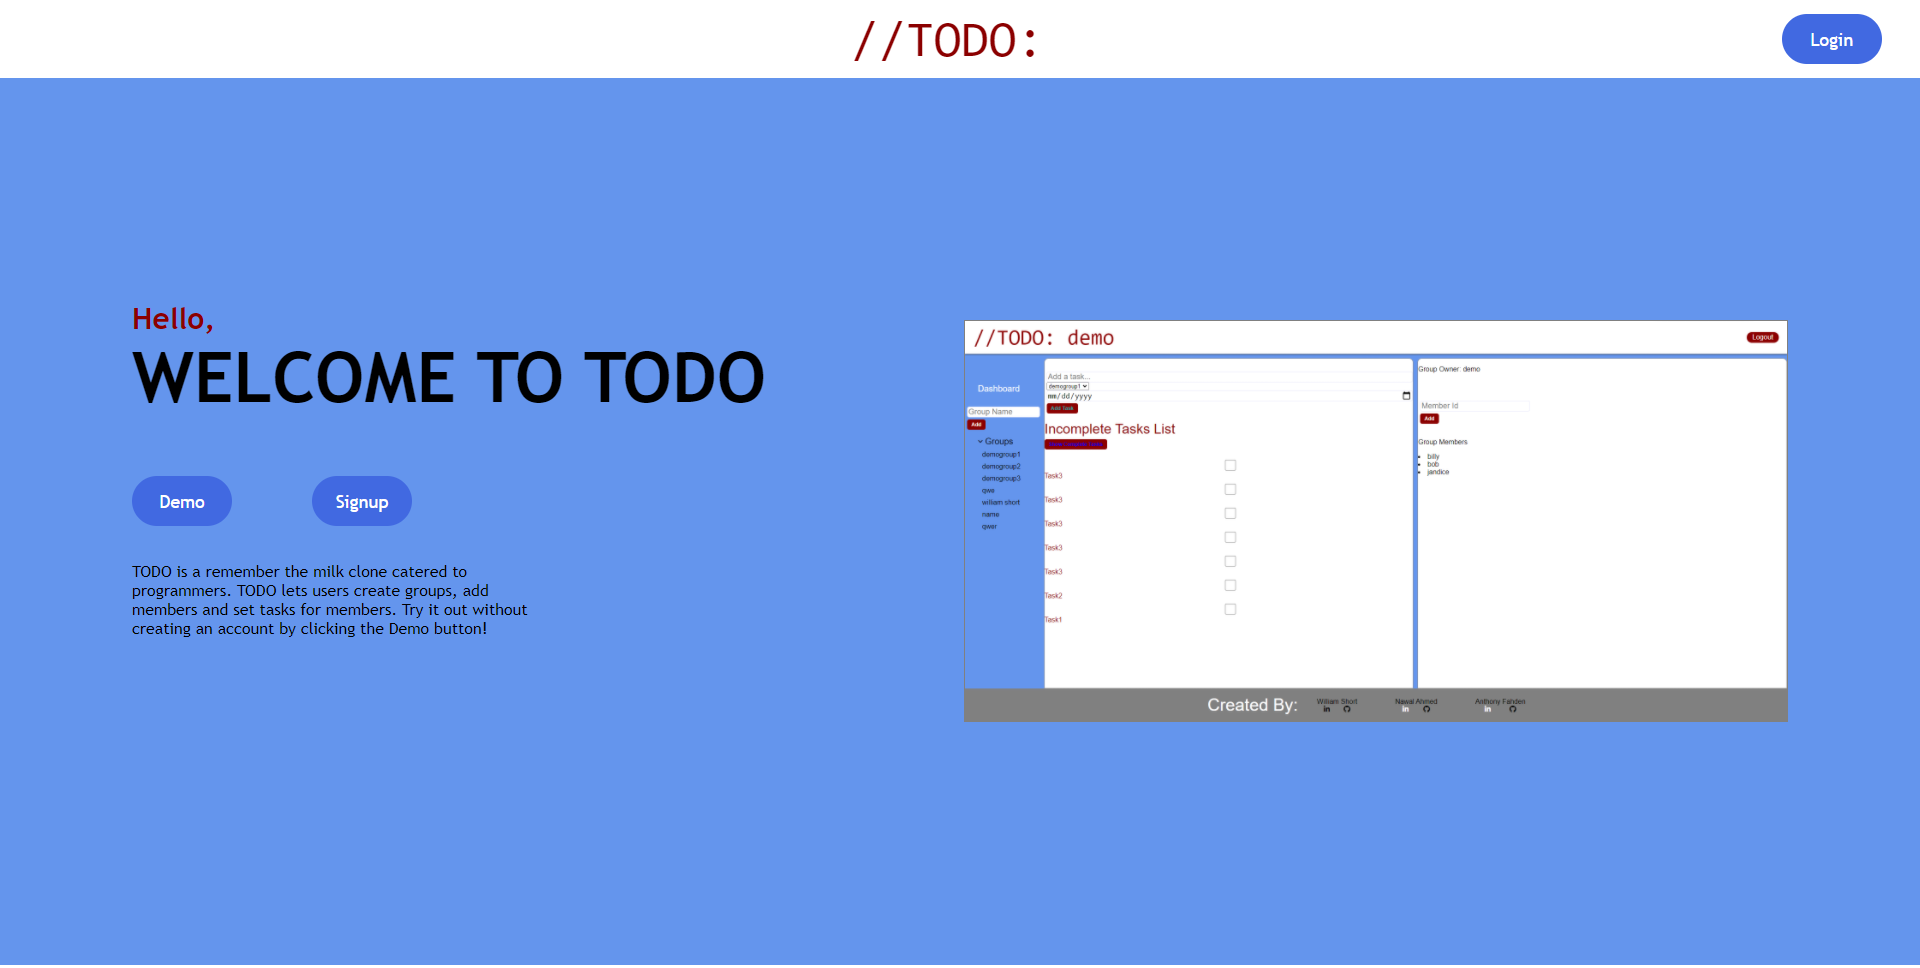 //TODO:
Login
Hello,
WELCOME TO TODO
Demo
Signup
TODO is a remember the milk clone catered to
programmers. TODO lets users create groups, add
members and set tasks for members. Try it out without
creating an account by clicking the Demo button!
//TODO: demo
Logout
Dashboard
Group Name
Add
Groups
demogroup1
demogroup2
demogroup3
qwe
william short
name
qwer
Add a task...
demogroup1
mm/dd/yyyy
Add Task
Incomplete Tasks List
Task3
Task3
Task3
Task3
Task3
Task2
Task1
Group Owner: demo
Member Id
Add
Group Members
billy
bob
jandice
Created By:
William Short
Nawal Ahmed
Anthony Fehden